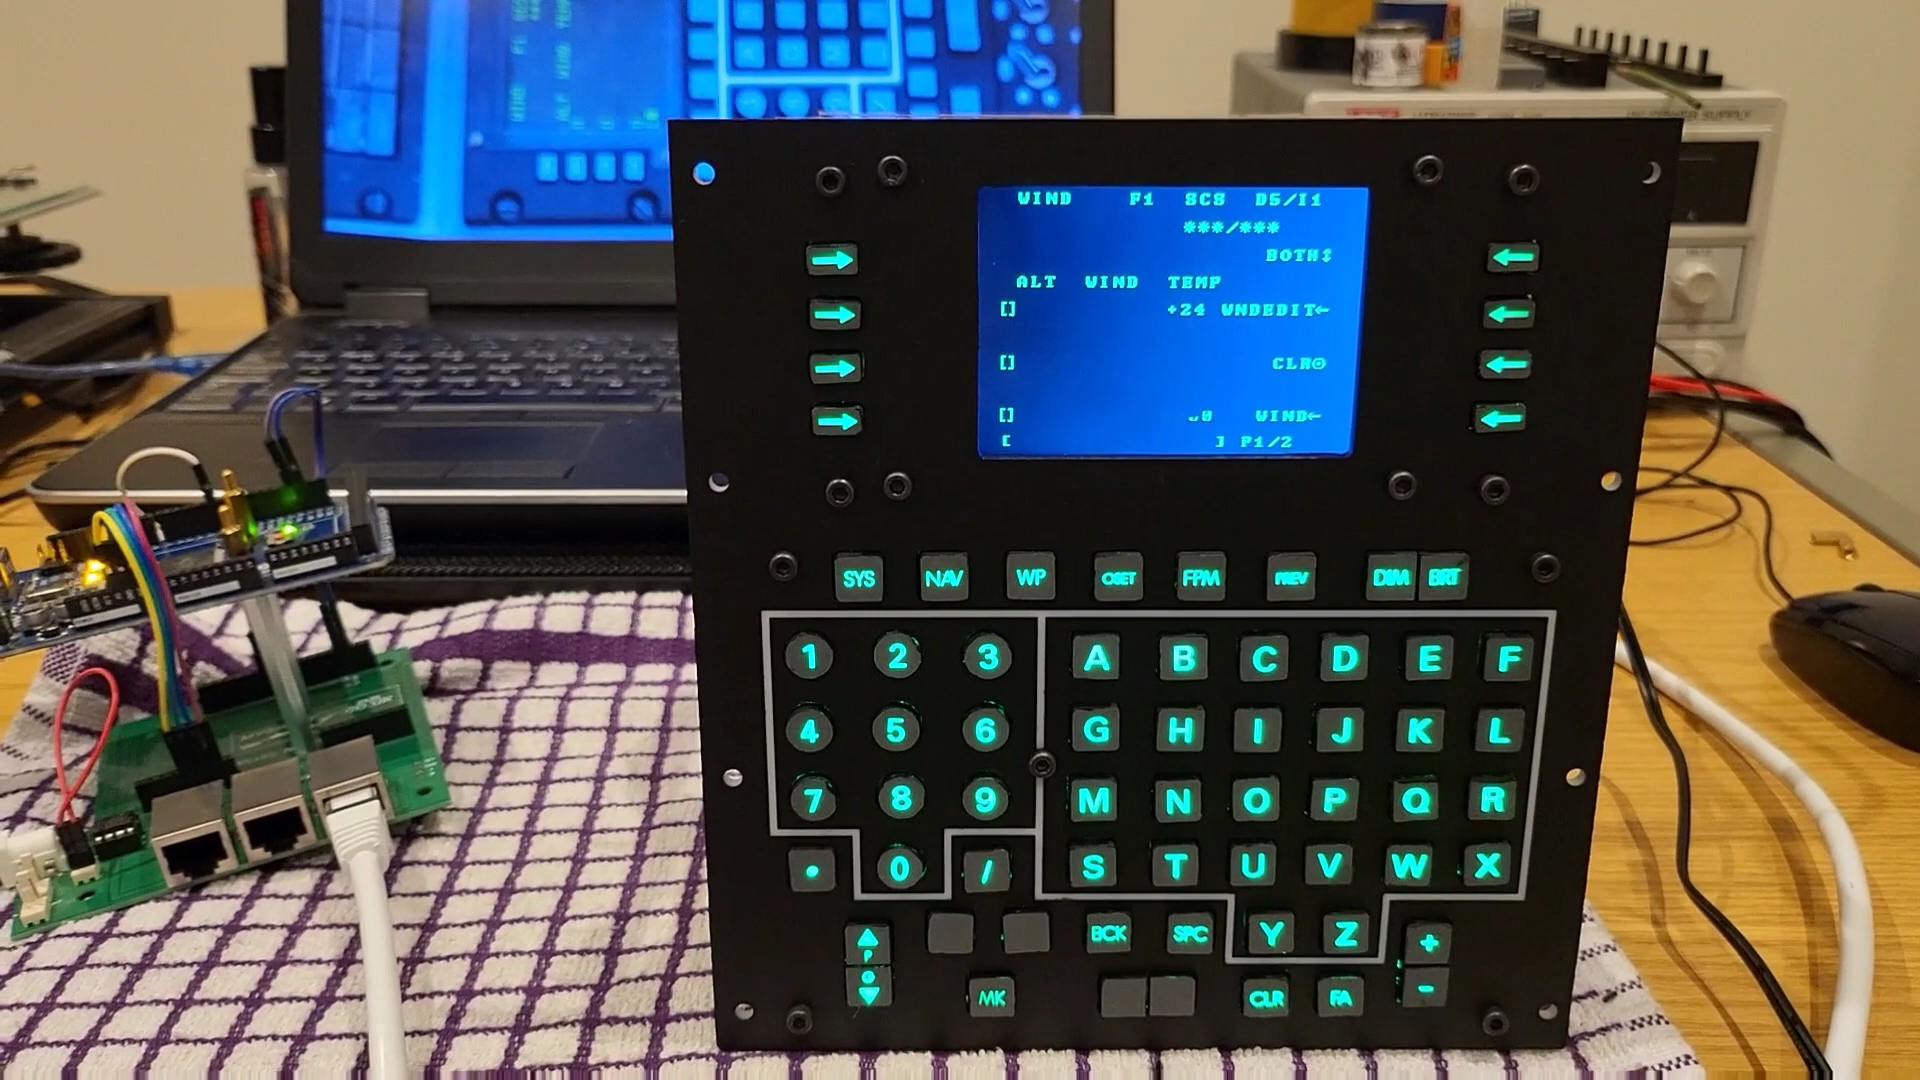 WIND F1 SCS D5/I1
***/***
BOTH↕
ALT WIND TEMP
[] +24 WNDEDIT←
[] CLR⊙
[] 0 WIND←
[ ] P1/2
SYS NAV WP OSET FPM PREV DIM BRT
1 2 3 A B C D E F
4 5 6 G H I J K L
7 8 9 M N O P Q R
. 0 / S T U V W X
P BCK SPC Y Z +
G MK CLR FA -
SUPPLY